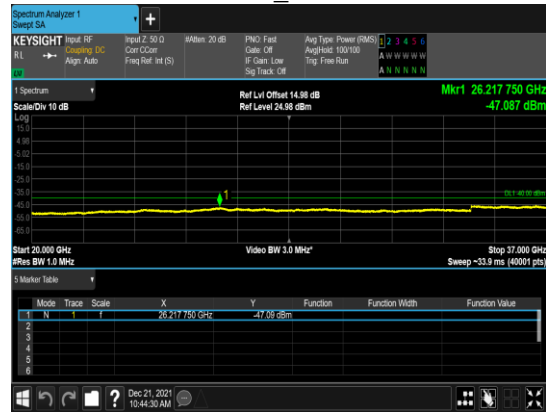 Spectrum Analyzer 1
Swept SA
+
KEYSIGHT Input: RF Input Z: 50 Ω #Atten: 20 dB PNO: Fast Avg Type: Power (RMS) 1 2 3 4 5 6
RL Coupling: DC Corr CCorr Gate: Off Avg|Hold: 100/100 A W W W W W
Align: Auto Freq Ref: Int (S) IF Gain: Low Trig: Free Run
Sig Track: Off A N N N N N
1 Spectrum Ref Lvl Offset 14.98 dB Mkr1 26.217 750 GHz
Scale/Div 10 dB Ref Level 24.98 dBm -47.087 dBm
Log
15.0
4.98
-5.02
-15.0
-25.0
-35.0
1
DL1 -40.00 dBm
-45.0
-55.0
-65.0
Start 20.000 GHz Video BW 3.0 MHz* Stop 37.000 GHz
#Res BW 1.0 MHz Sweep ~33.9 ms (40001 pts)
5 Marker Table
Mode Trace Scale X Y Function Function Width Function Value
1 N 1 f 26.217 750 GHz -47.09 dBm
2
3
4
5
6
? Dec 21, 2021
10:44:30 AM